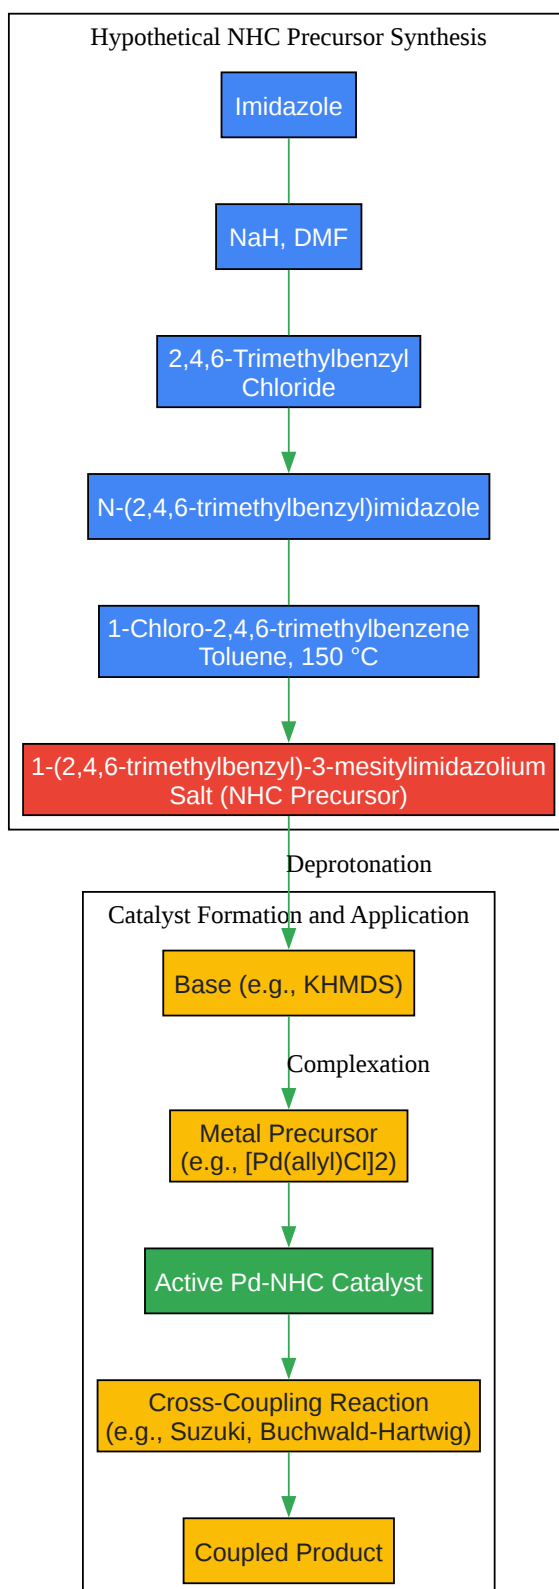 Hypothetical NHC Precursor Synthesis
Imidazole
NaH, DMF
2,4,6-Trimethylbenzyl
Chloride
N-(2,4,6-trimethylbenzyl)imidazole
1-Chloro-2,4,6-trimethylbenzene
Toluene, 150 °C
1-(2,4,6-trimethylbenzyl)-3-mesitylimidazolium
Salt (NHC Precursor)
Deprotonation
Catalyst Formation and Application
Base (e.g., KHMDS)
Complexation
Metal Precursor
(e.g., [Pd(allyl)Cl]2)
Active Pd-NHC Catalyst
Cross-Coupling Reaction
(e.g., Suzuki, Buchwald-Hartwig)
Coupled Product